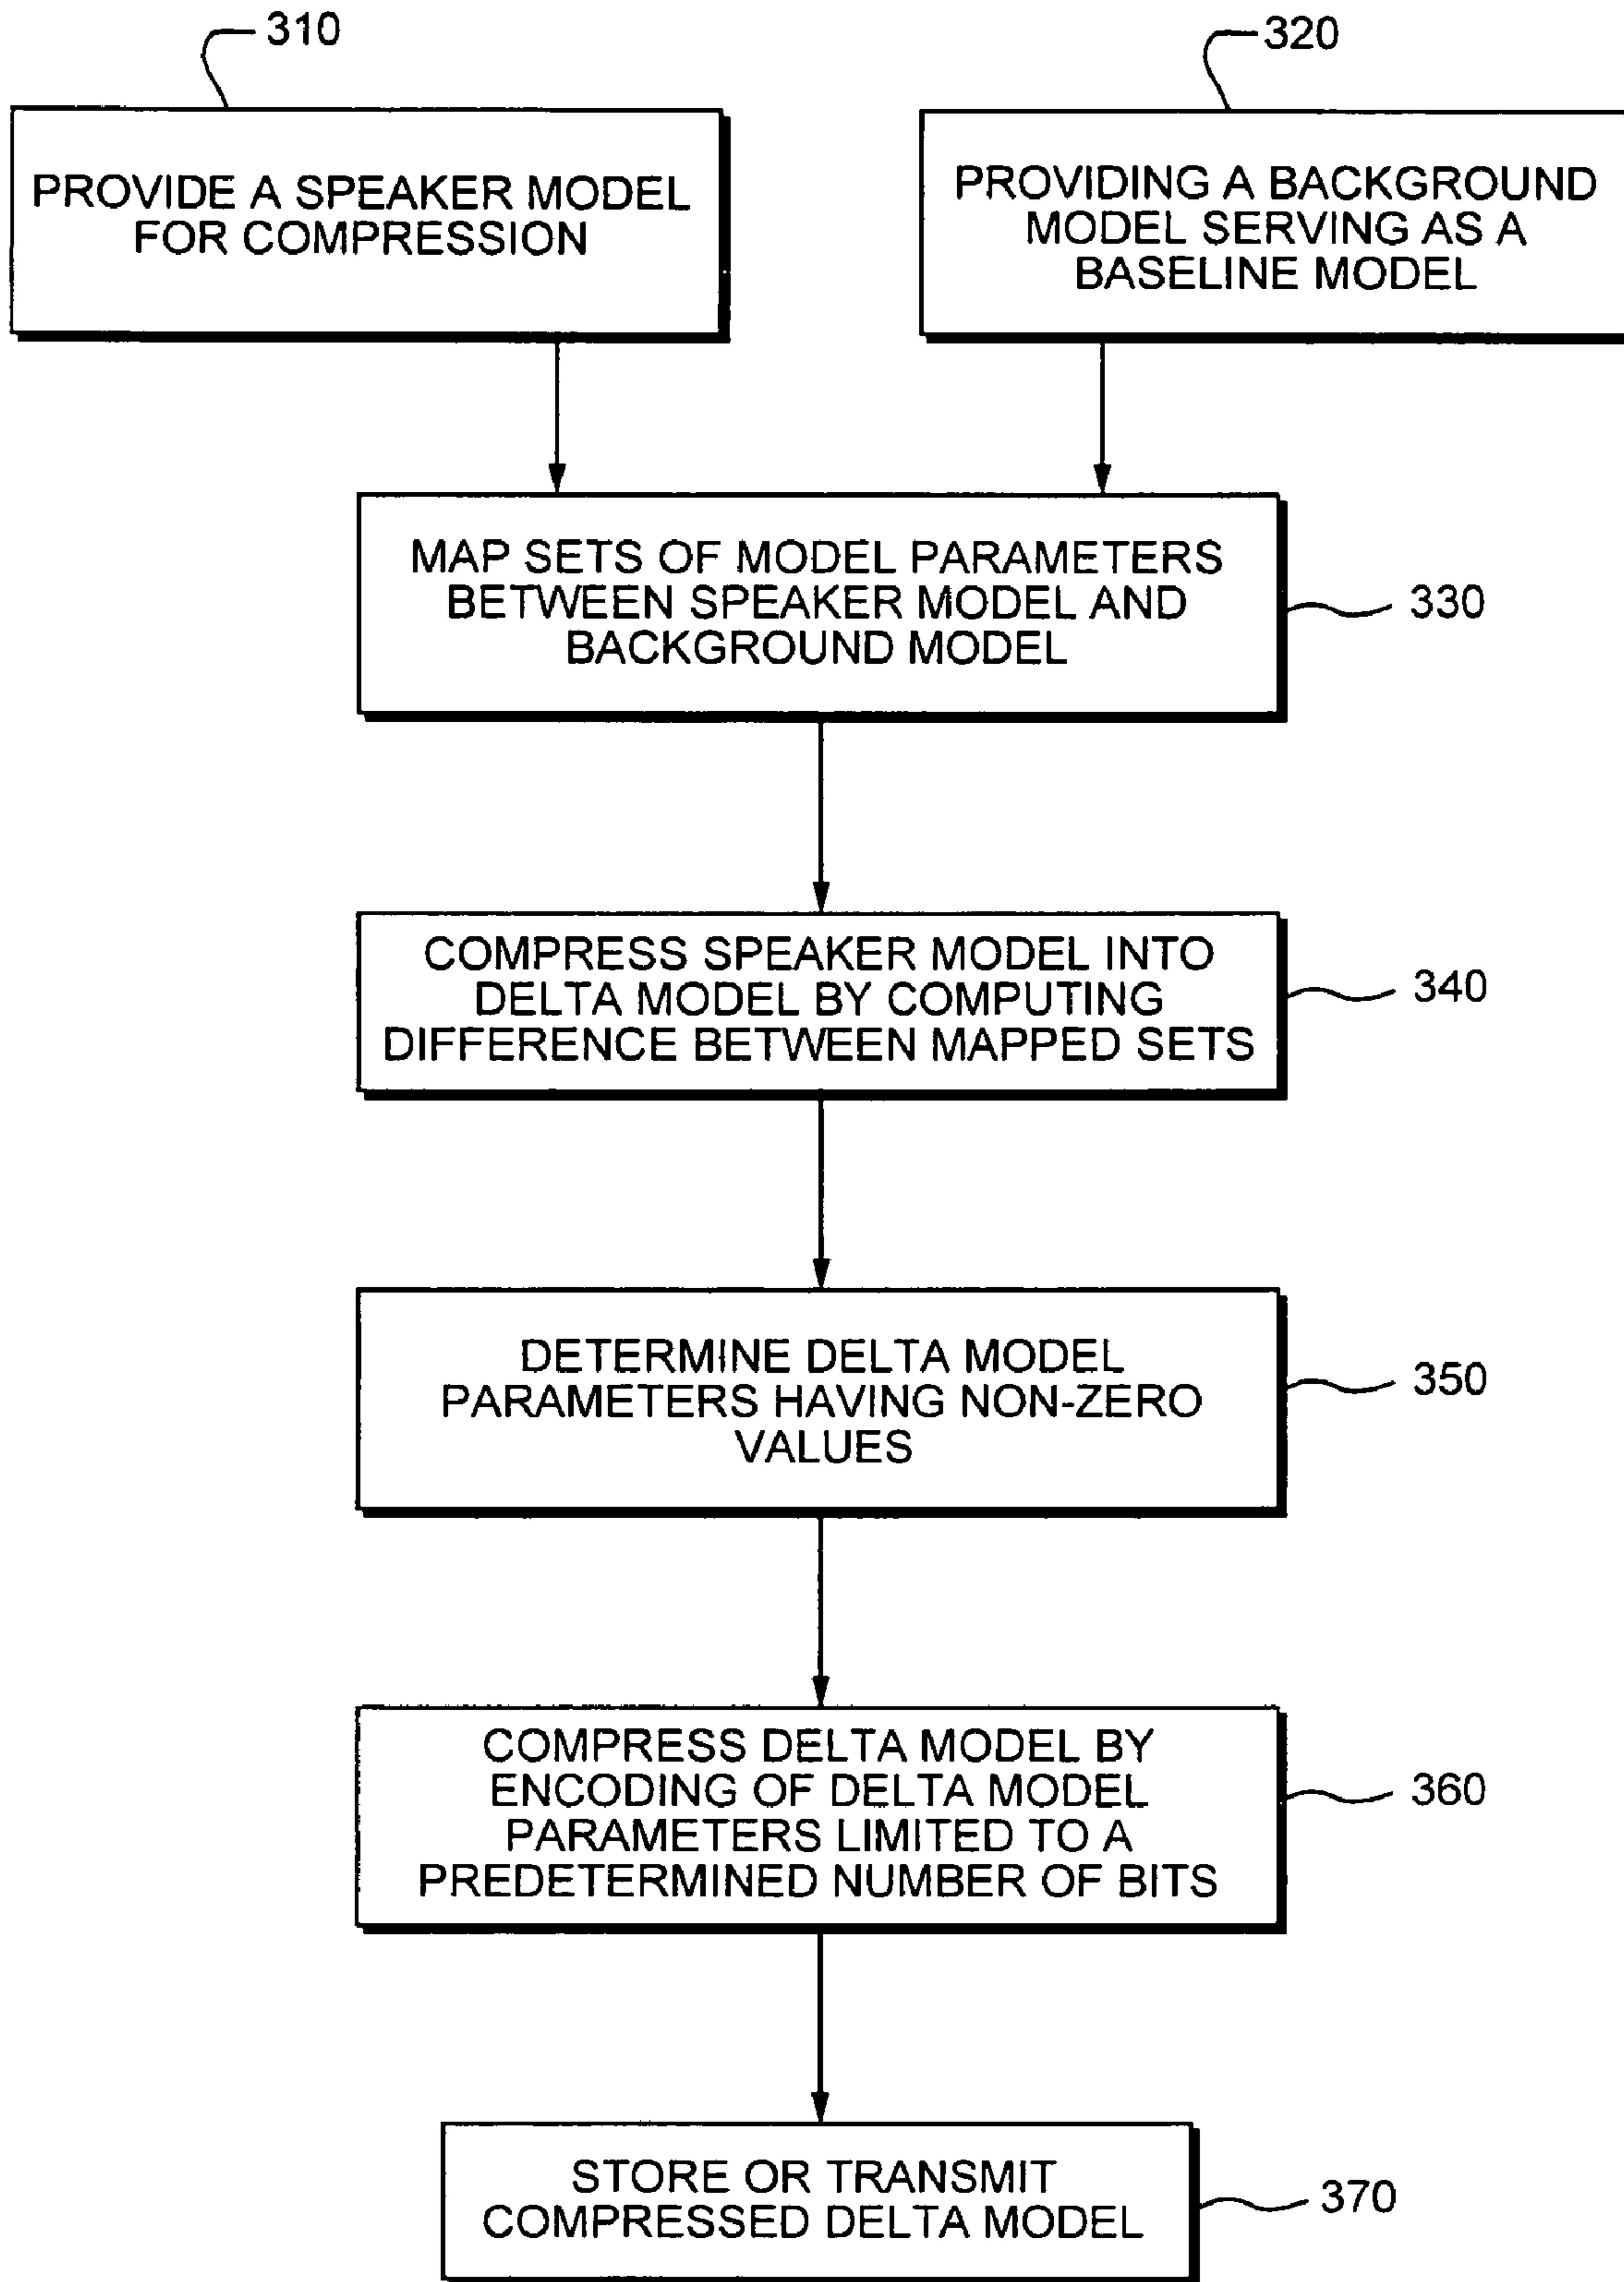 310
320
PROVIDE A SPEAKER MODEL
FOR COMPRESSION
PROVIDING A BACKGROUND
MODEL SERVING AS A
BASELINE MODEL
MAP SETS OF MODEL PARAMETERS
BETWEEN SPEAKER MODEL AND
BACKGROUND MODEL
330
COMPRESS SPEAKER MODEL INTO
DELTA MODEL BY COMPUTING
DIFFERENCE BETWEEN MAPPED SETS
340
DETERMINE DELTA MODEL
PARAMETERS HAVING NON-ZERO
VALUES
350
COMPRESS DELTA MODEL BY
ENCODING OF DELTA MODEL
PARAMETERS LIMITED TO A
PREDETERMINED NUMBER OF BITS
360
STORE OR TRANSMIT
COMPRESSED DELTA MODEL
370